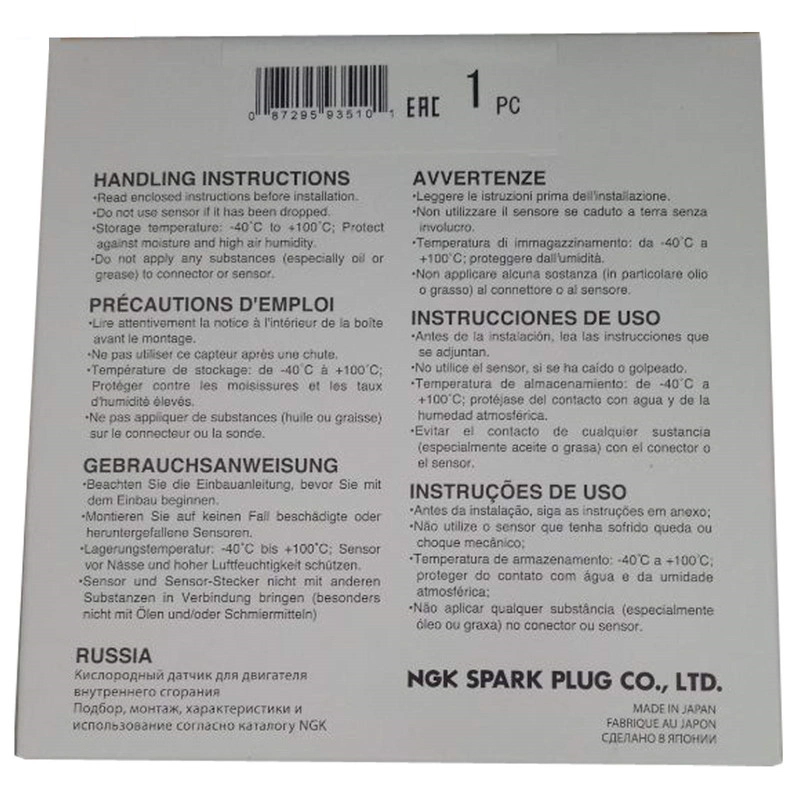 0 87295 93510 1
EAC 1 PC
HANDLING INSTRUCTIONS
•Read enclosed instructions before installation.
•Do not use sensor if it has been dropped.
•Storage temperature: -40˚C to +100˚C; Protect
against moisture and high air humidity.
•Do not apply any substances (especially oil or
grease) to connector or sensor.
PRÉCAUTIONS D'EMPLOI
•Lire attentivement la notice à l'intérieur de la boîte
avant le montage.
•Ne pas utiliser ce capteur après une chute.
•Température de stockage: de -40˚C à +100˚C;
Protéger contre les moisissures et les taux
d'humidité élevés.
•Ne pas appliquer de substances (huile ou graisse)
sur le connecteur ou la sonde.
GEBRAUCHSANWEISUNG
•Beachten Sie die Einbauanleitung, bevor Sie mit
dem Einbau beginnen.
•Montieren Sie auf keinen Fall beschädigte oder
heruntergefallene Sensoren.
•Lagerungstemperatur: -40˚C bis +100˚C; Sensor
vor Nässe und hoher Luftfeuchtigkeit schützen.
•Sensor und Sensor-Stecker nicht mit anderen
Substanzen in Verbindung bringen (besonders
nicht mit Ölen und/oder Schmiermitteln)
RUSSIA
Кислородный датчик для двигателя
внутреннего сгорания
Подбор, монтаж, характеристики и
использование согласно каталогу NGK
AVVERTENZE
•Leggere le istruzioni prima dell'installazione.
•Non utilizzare il sensore se caduto a terra senza
involucro.
•Temperatura di immagazzinamento: da -40˚C a
+100˚C; proteggere dall'umidità.
•Non applicare alcuna sostanza (in particolare olio
o grasso) al connettore o al sensore.
INSTRUCCIONES DE USO
•Antes de la instalación, lea las instrucciones que
se adjuntan.
•No utilice el sensor, si se ha caído o golpeado.
•Temperatura de almacenamiento: de -40˚C a
+100˚C; protéjase del contacto con agua y de la
humedad atmosférica.
•Evitar el contacto de cualquier sustancia
(especialmente aceite o grasa) con el conector o
el sensor.
INSTRUÇÕES DE USO
•Antes da instalação, siga as instruções em anexo;
•Não utilize o sensor que tenha sofrido queda ou
choque mecânico;
•Temperatura de armazenamento: -40˚C a +100˚C;
proteger do contato com água e da umidade
atmosférica;
•Não aplicar qualquer substância (especialmente
óleo ou graxa) no conector ou sensor.
NGK SPARK PLUG CO., LTD.
MADE IN JAPAN
FABRIQUE AU JAPON
СДЕЛАНО В ЯПОНИИ